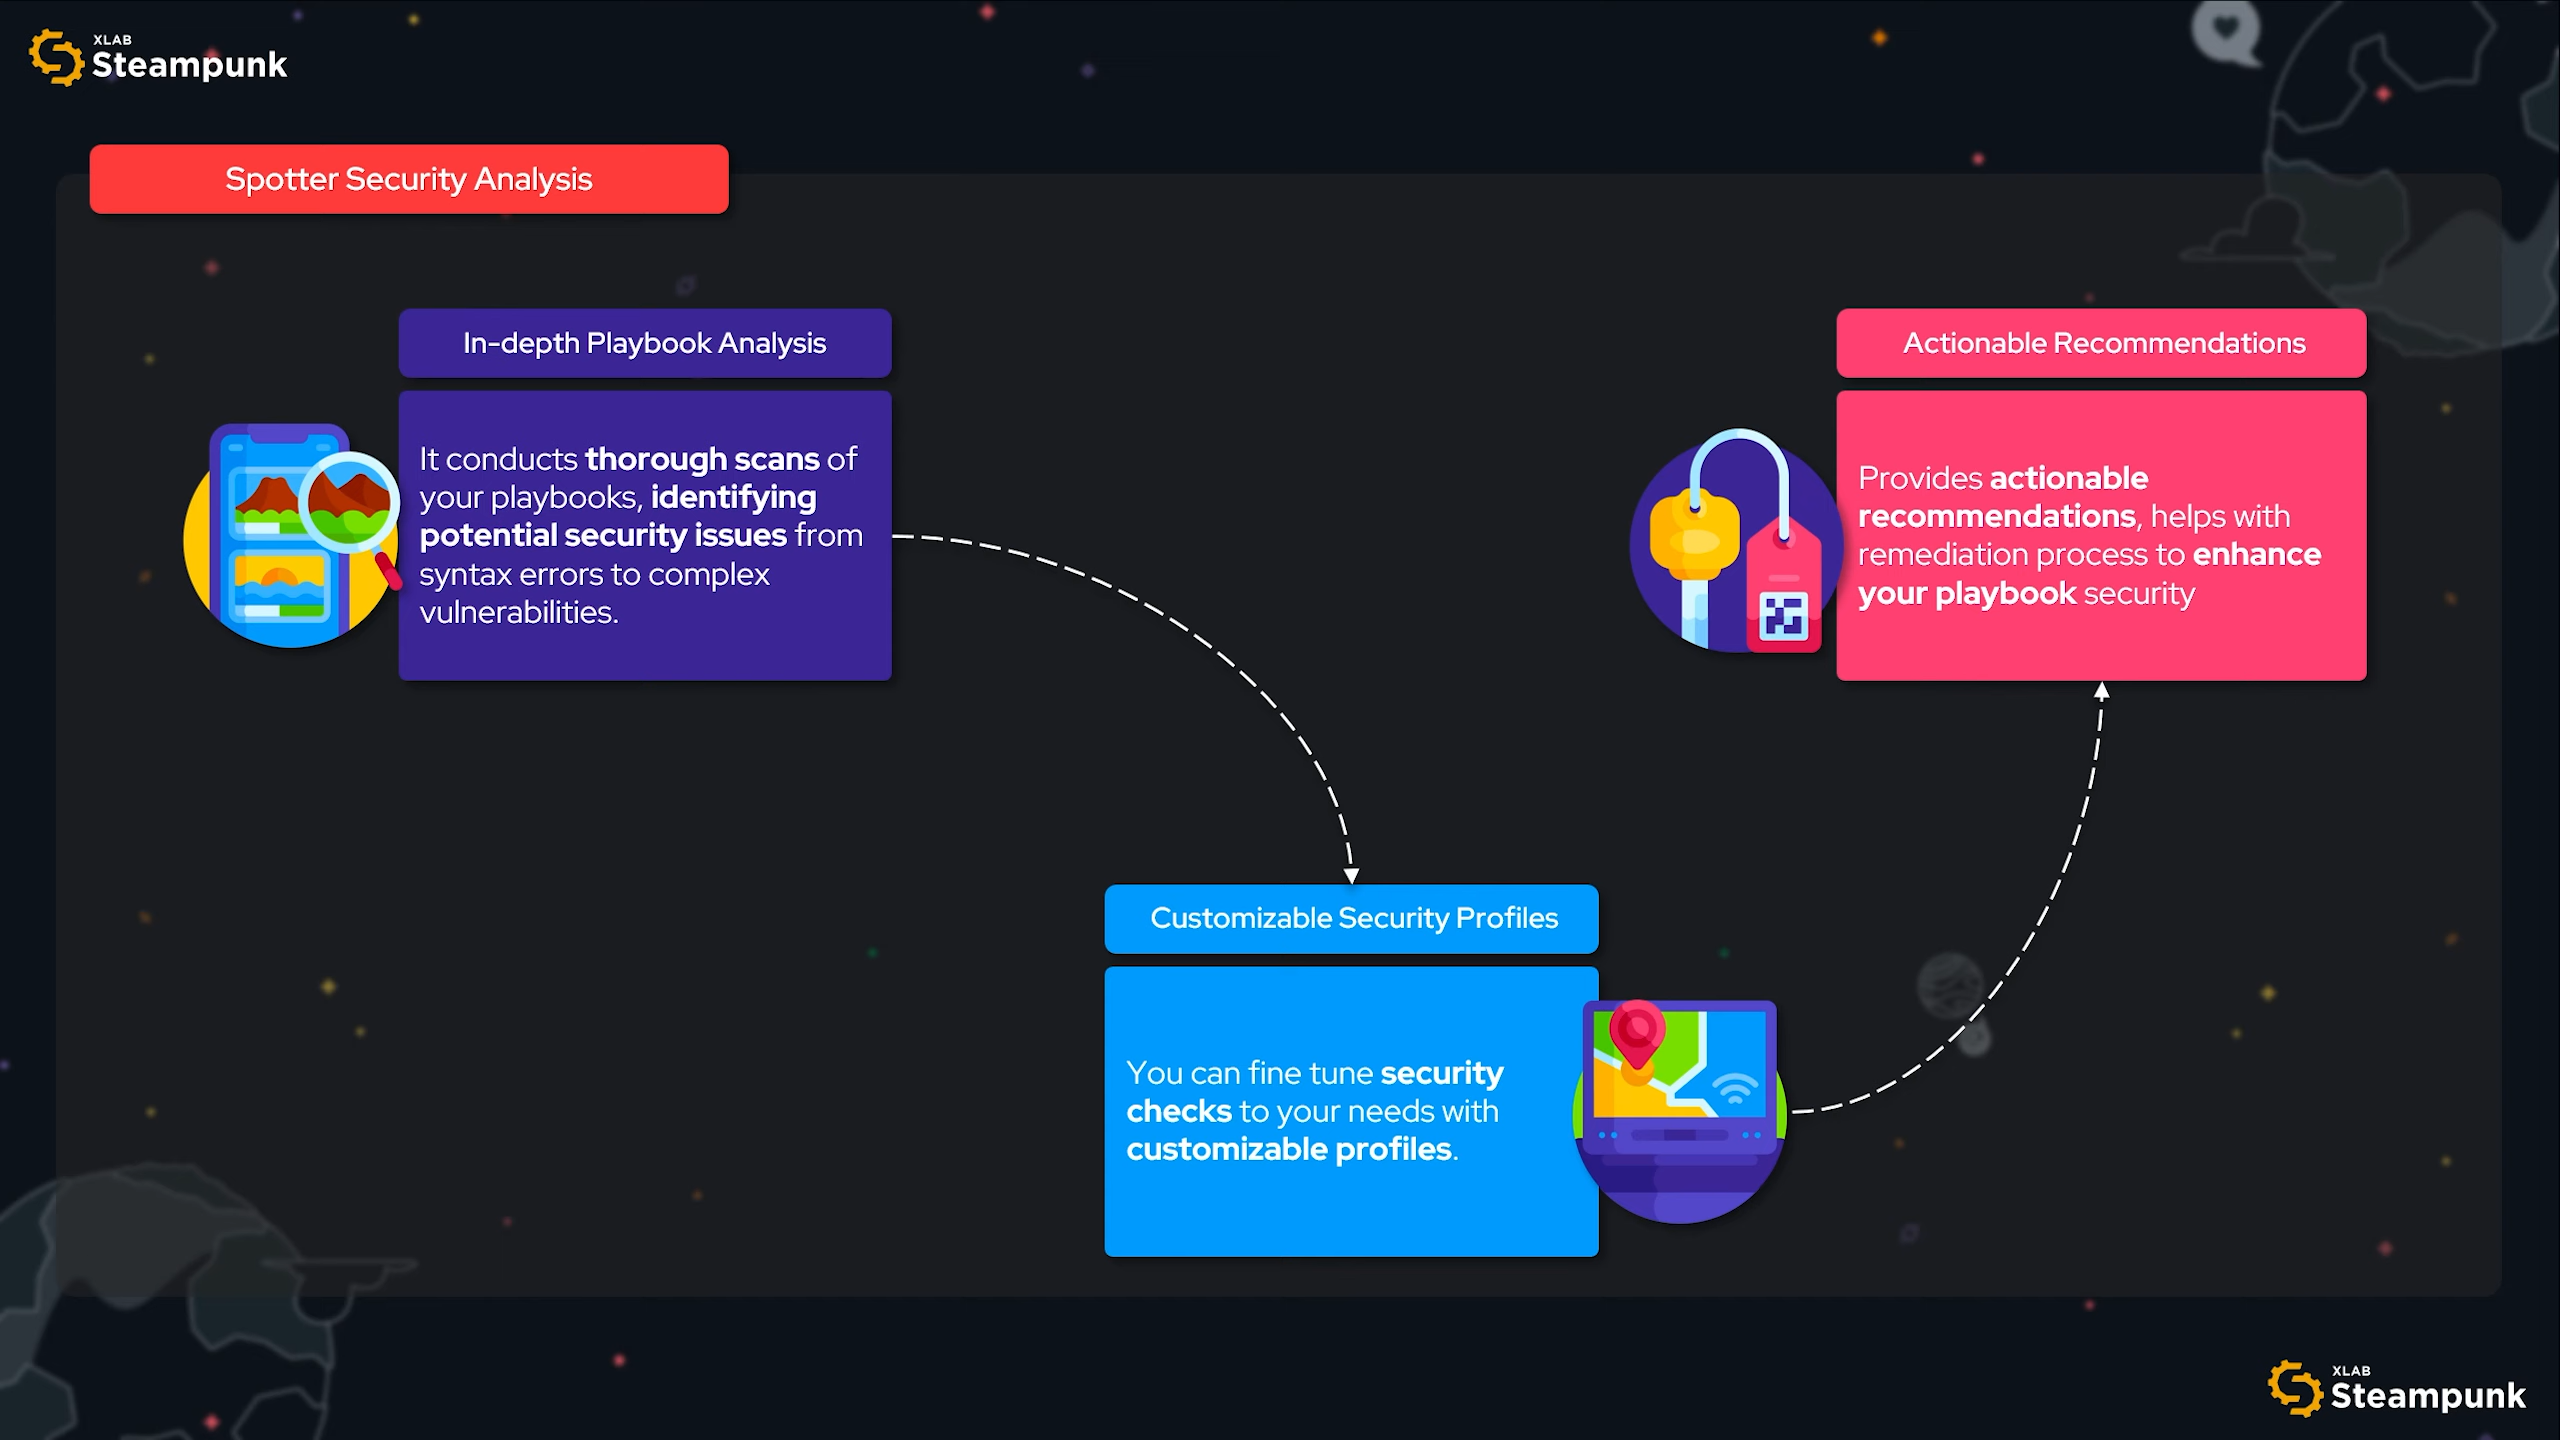 XLAB
Steampunk
Spotter Security Analysis
In-depth Playbook Analysis
It conducts thorough scans of
your playbooks, identifying
potential security issues from
syntax errors to complex
vulnerabilities.
Customizable Security Profiles
You can fine tune security
checks to your needs with
customizable profiles.
Actionable Recommendations
Provides actionable
recommendations, helps with
remediation process to enhance
your playbook security
XLAB
Steampunk